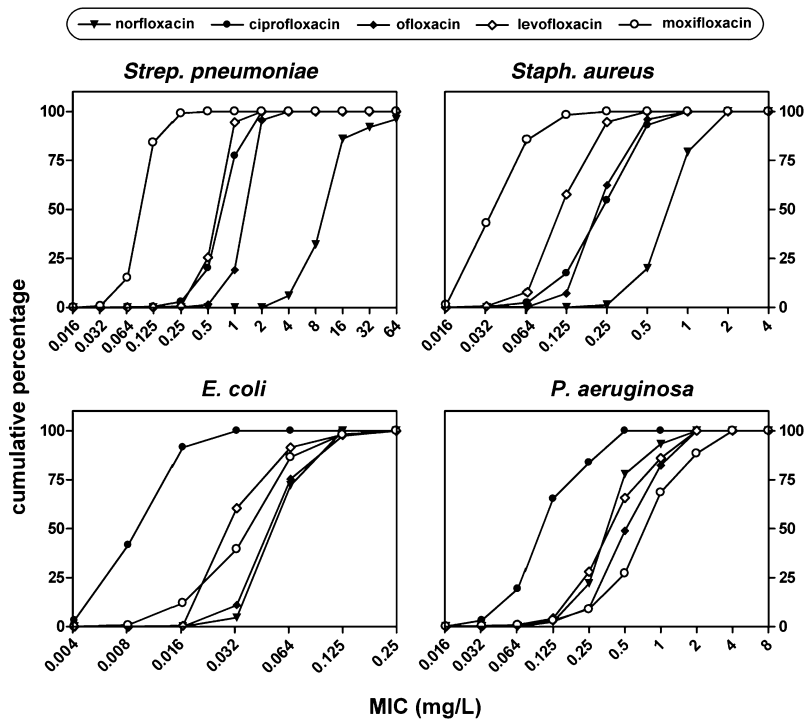 norfloxacin ciprofloxacin ofloxacin levofloxacin moxifloxacin
Strep. pneumoniae
Staph. aureus
100
75
50
25
0
0.016 0.032 0.064 0.125 0.25 0.5 1 2 4 8 16 32 64
100
75
50
25
0
0.016 0.032 0.064 0.125 0.25 0.5 1 2 4
cumulative percentage
E. coli
P. aeruginosa
100
75
50
25
0
0.004 0.008 0.016 0.032 0.064 0.125 0.25
100
75
50
25
0
0.016 0.032 0.064 0.125 0.25 0.5 1 2 4 8
MIC (mg/L)